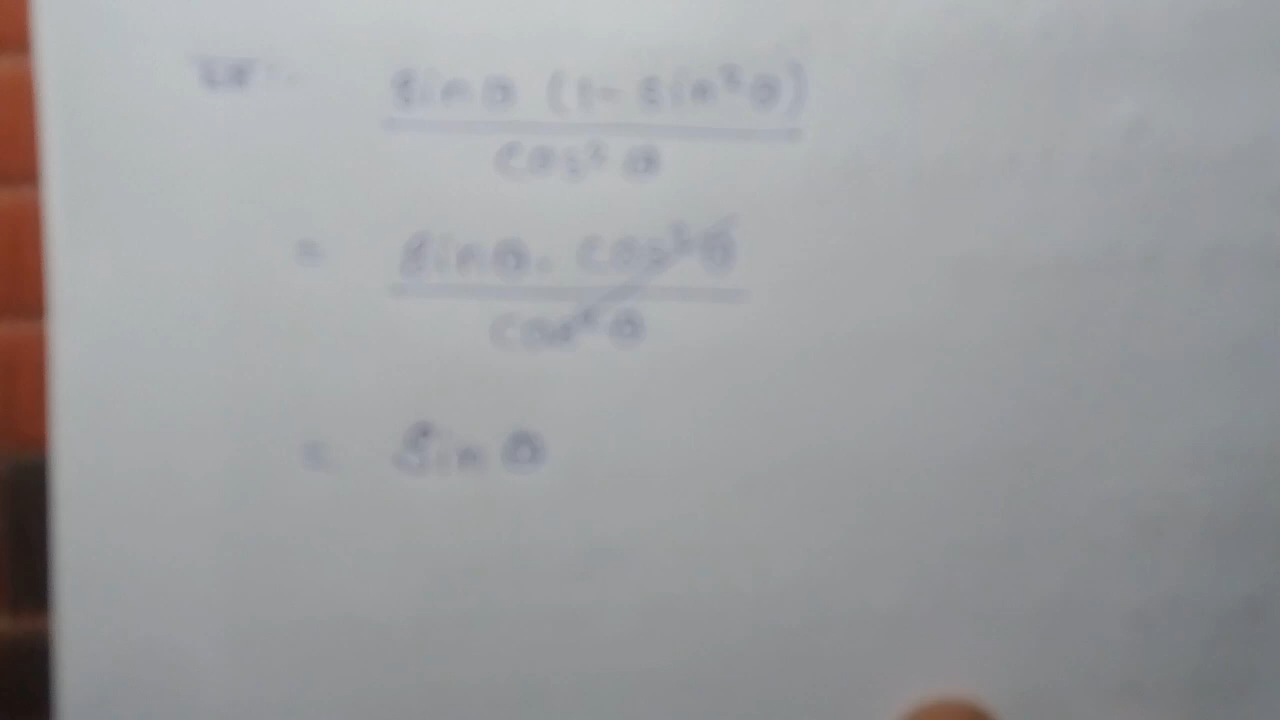 sin θ (1 - sin² θ)
cos² θ
= sin θ . cos² θ
cos² θ
= sin θ